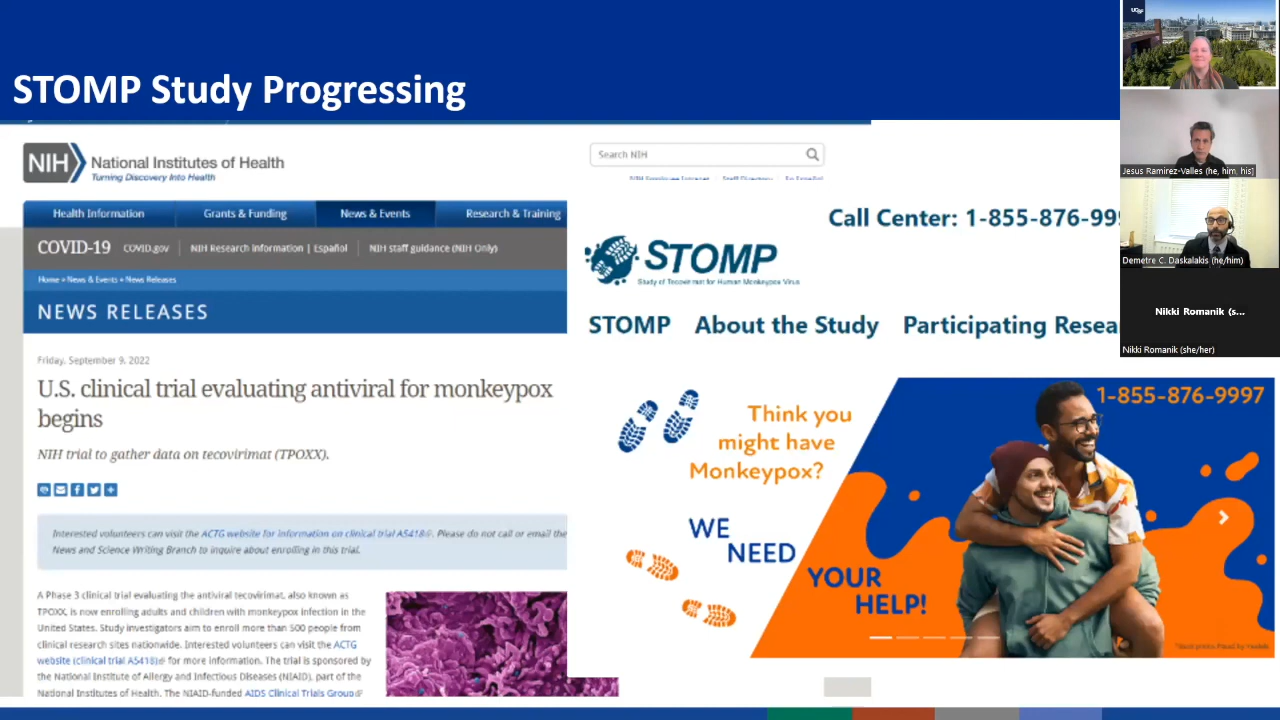 STOMP Study Progressing
NIH National Institutes of Health
Turning Discovery Into Health
Search NIH
NIH Employee Intranet | Staff Directory | En Español
Health Information
Grants & Funding
News & Events
Research & Training
COVID-19 COVID.gov | NIH Research Information | Español | NIH staff guidance (NIH Only)
Home » News & Events » News Releases
NEWS RELEASES
Friday, September 9, 2022
U.S. clinical trial evaluating antiviral for monkeypox
begins
NIH trial to gather data on tecovirimat (TPOXX).
Interested volunteers can visit the ACTG website for information on clinical trial A5418. Please do not call or email the
News and Science Writing Branch to inquire about enrolling in this trial.
A Phase 3 clinical trial evaluating the antiviral tecovirimat, also known as
TPOXX, is now enrolling adults and children with monkeypox infection in the
United States. Study investigators aim to enroll more than 500 people from
clinical research sites nationwide. Interested volunteers can visit the ACTG
website (clinical trial A5418) for more information. The trial is sponsored by
the National Institute of Allergy and Infectious Diseases (NIAID), part of the
National Institutes of Health. The NIAID-funded AIDS Clinical Trials Group
Call Center: 1-855-876-99
STOMP
Study of Tecovirimat for Human Monkeypox Virus
STOMP About the Study Participating Resea
Think you
might have
Monkeypox?
WE
NEED
YOUR
HELP!
1-855-876-9997
UCSF
Jesus Ramirez-Valles (he, him, his)
Demetre C. Daskalakis (he/him)
Nikki Romanik (s...
Nikki Romanik (she/her)